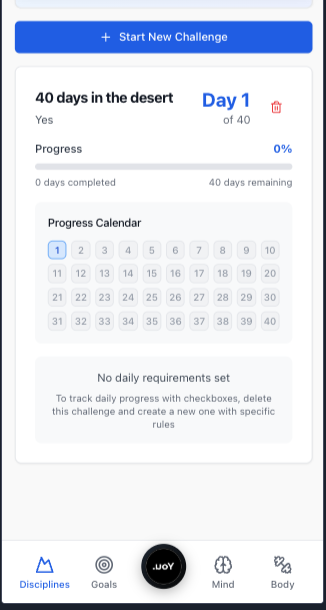 + Start New Challenge
40 days in the desert
Day 1
Yes
of 40
Progress
0%
0 days completed
40 days remaining
Progress Calendar
1 2 3 4 5 6 7 8 9 10
11 12 13 14 15 16 17 18 19 20
21 22 23 24 25 26 27 28 29 30
31 32 33 34 35 36 37 38 39 40
No daily requirements set
To track daily progress with checkboxes, delete
this challenge and create a new one with specific
rules
.uoY
Disciplines
Goals
Mind
Body